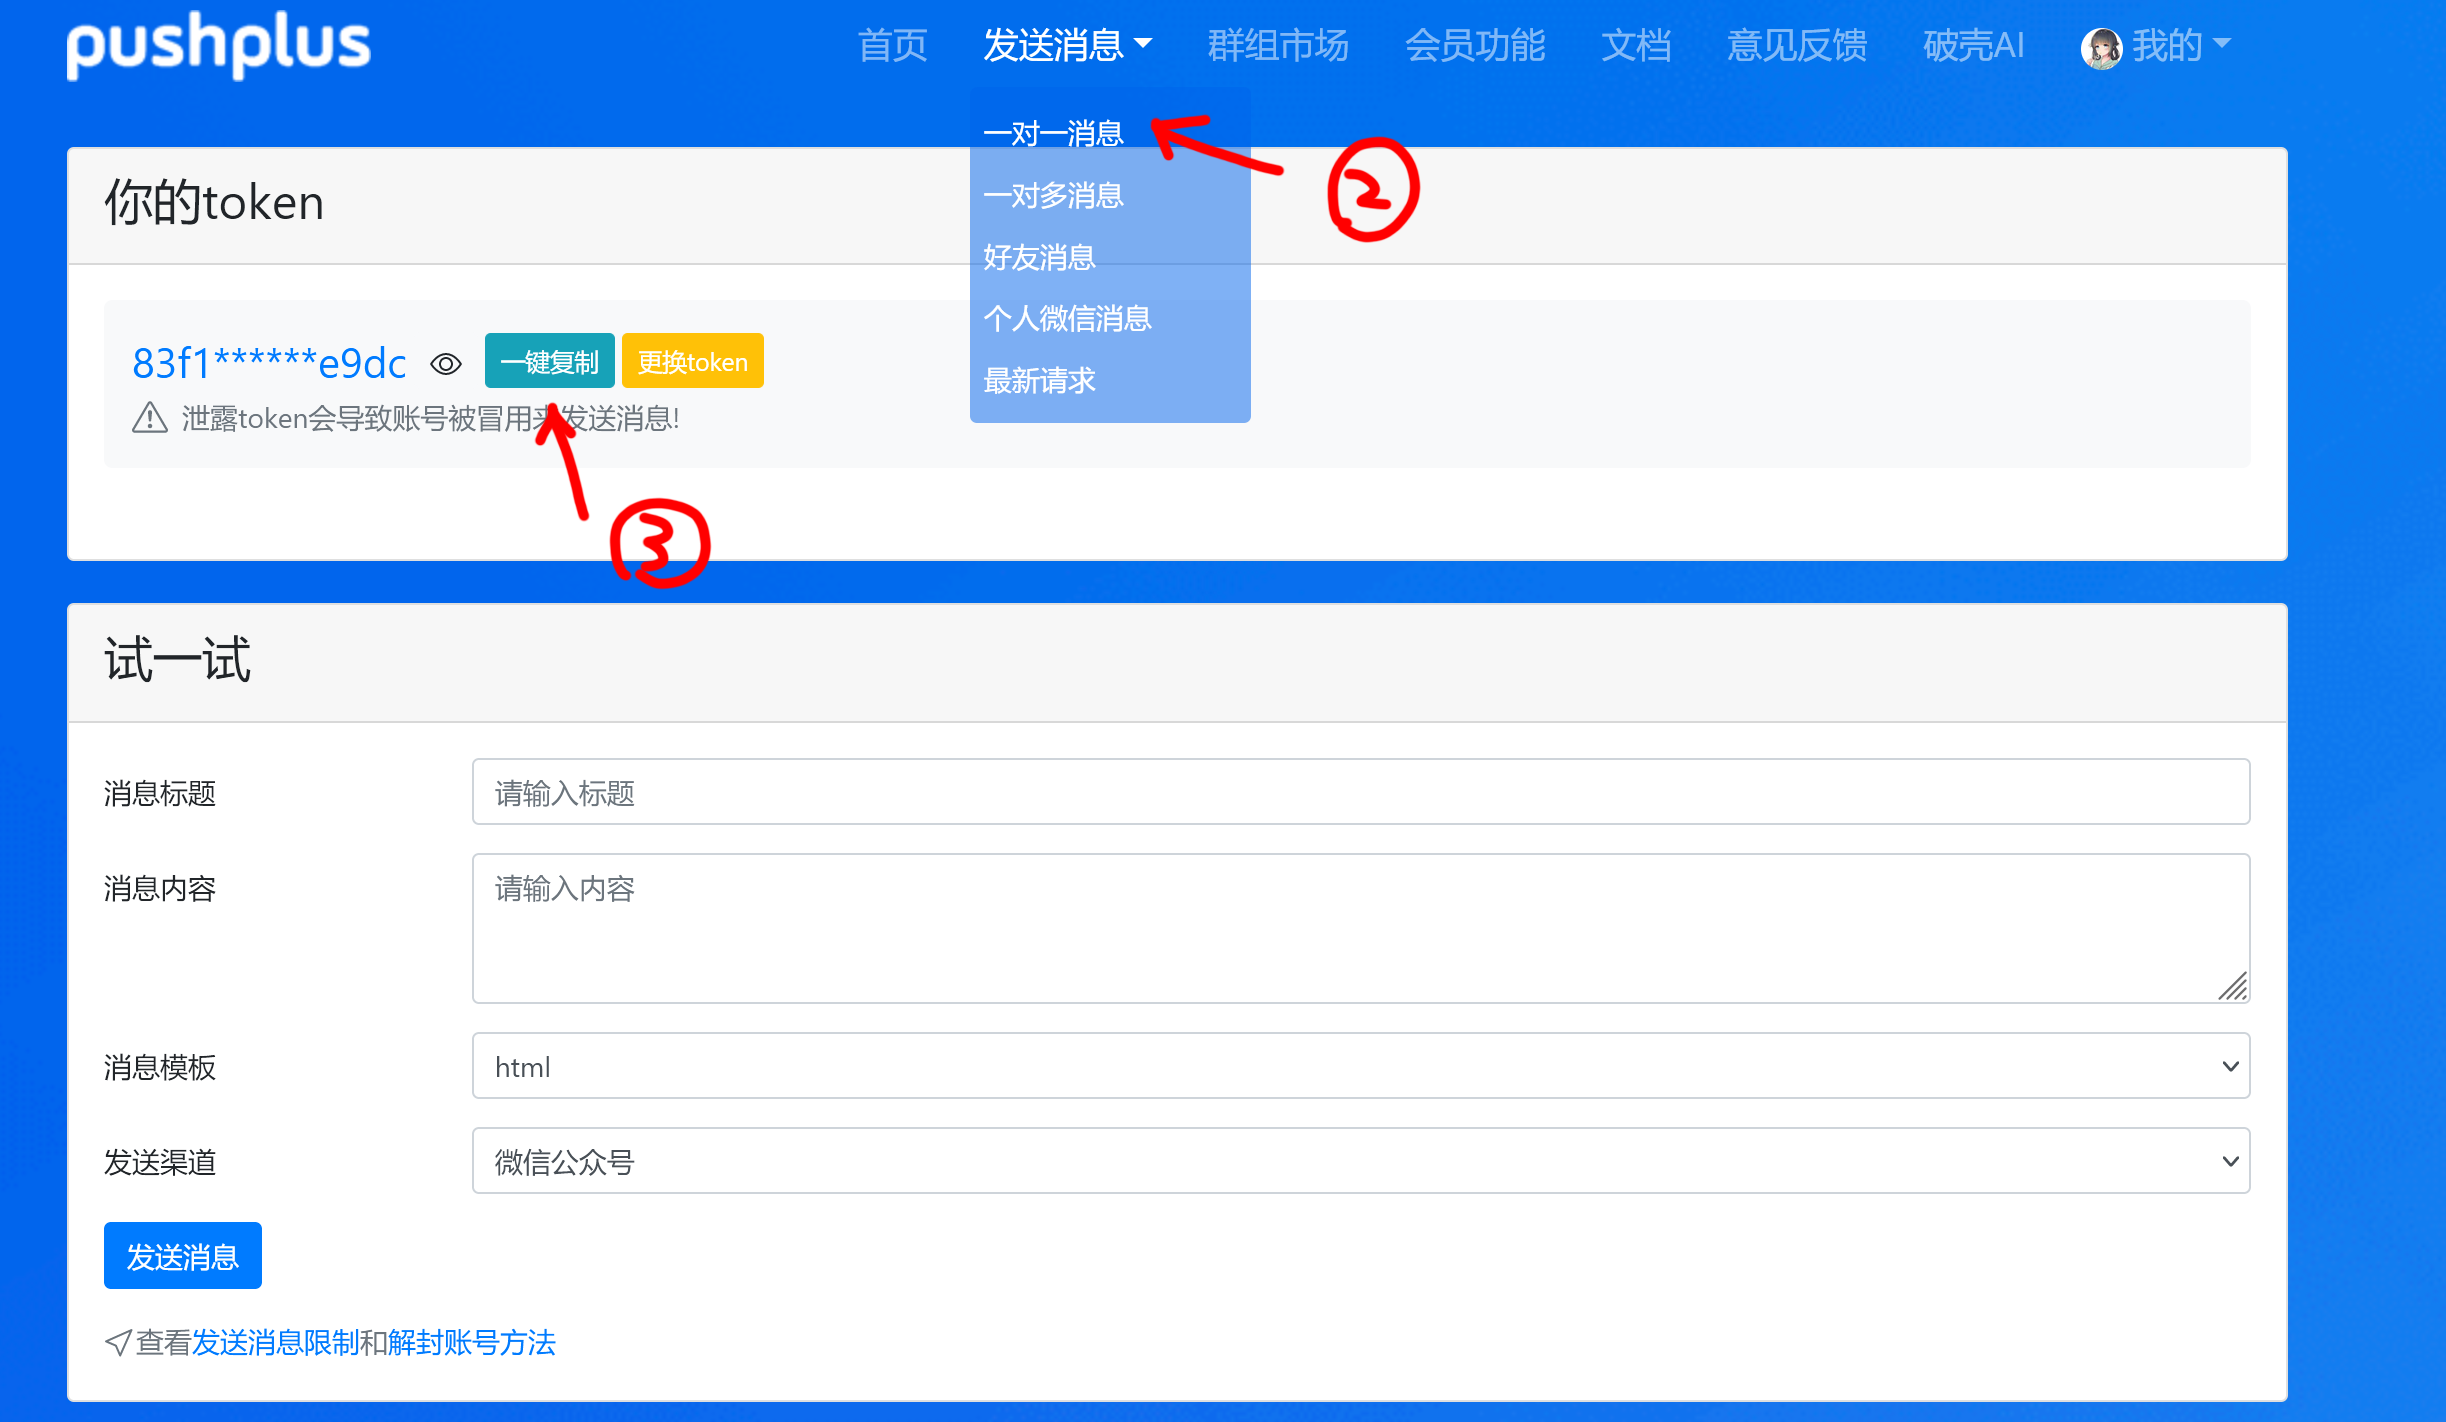 pushplus
首页 发送消息 群组市场 会员功能 文档 意见反馈 破壳AI 我的
一对一消息
②
一对多消息
好友消息
个人微信消息
最新请求
你的token
83f1******e9dc 一键复制 更换token
泄露token会导致账号被冒用来发送消息!
③
试一试
消息标题 请输入标题
消息内容 请输入内容
消息模板 html
发送渠道 微信公众号
发送消息
查看发送消息限制和解封账号方法